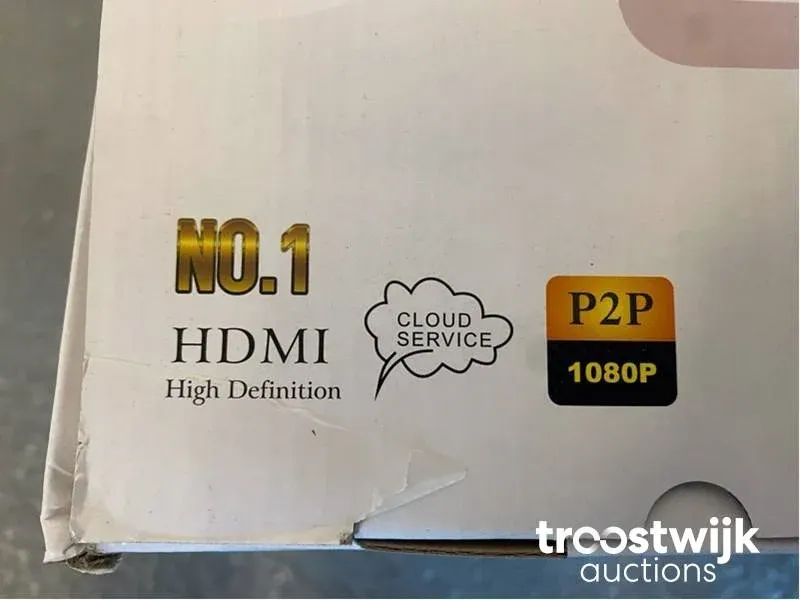 NO.1
HDMI
High Definition
CLOUD
SERVICE
P2P
1080P
troostwijk
auctions